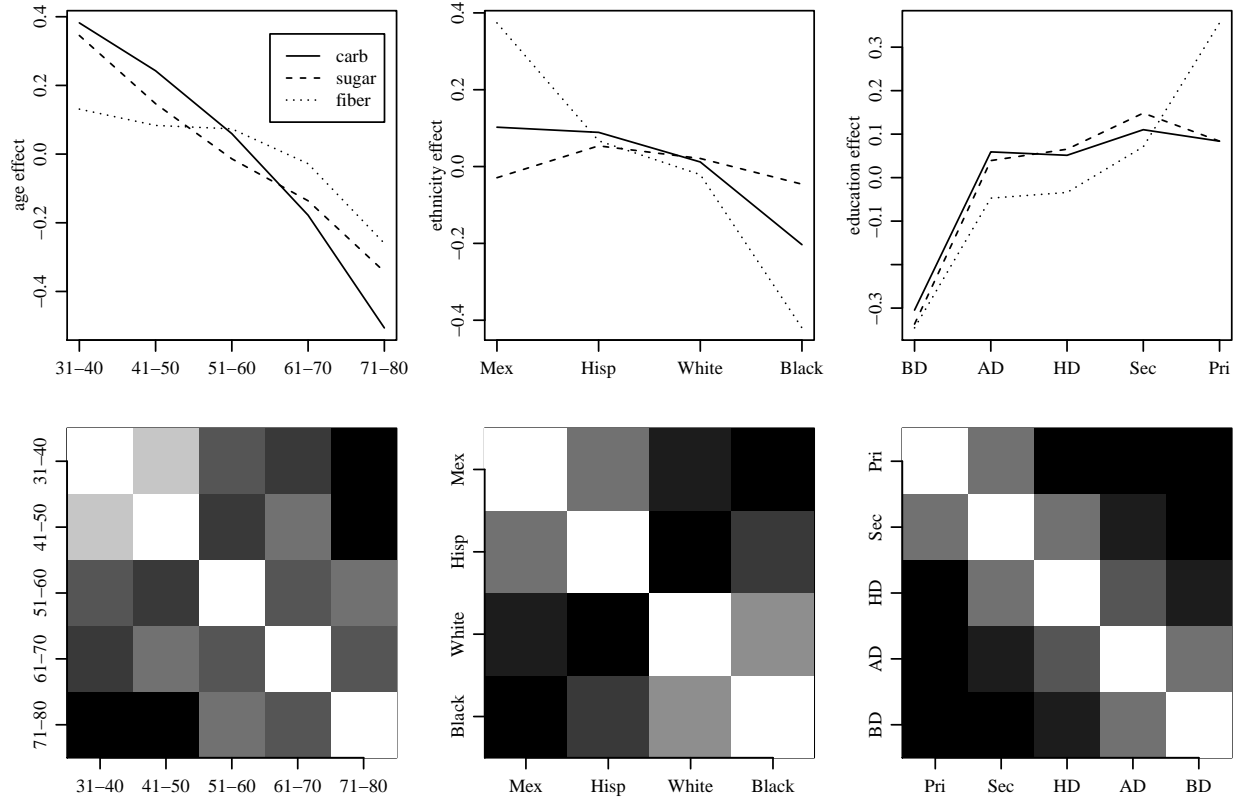 age effect
0.4
0.2
0.0
−0.2
−0.4
carb
sugar
fiber
31−40 41−50 51−60 61−70 71−80
ethnicity effect
0.4
0.2
0.0
−0.2
−0.4
Mex Hisp White Black
education effect
0.3
0.1
0.0
−0.1
−0.3
BD AD HD Sec Pri
31−40
41−50
51−60
61−70
71−80
31−40 41−50 51−60 61−70 71−80
Mex
Hisp
White
Black
Mex Hisp White Black
Pri
Sec
HD
AD
BD
Pri Sec HD AD BD